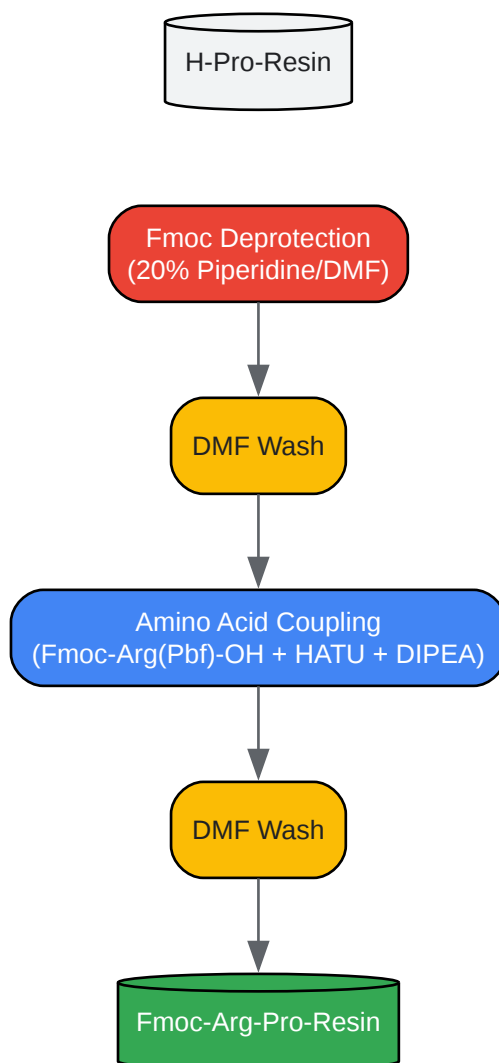 H-Pro-Resin
Fmoc Deprotection
(20% Piperidine/DMF)
DMF Wash
Amino Acid Coupling
(Fmoc-Arg(Pbf)-OH + HATU + DIPEA)
DMF Wash
Fmoc-Arg-Pro-Resin